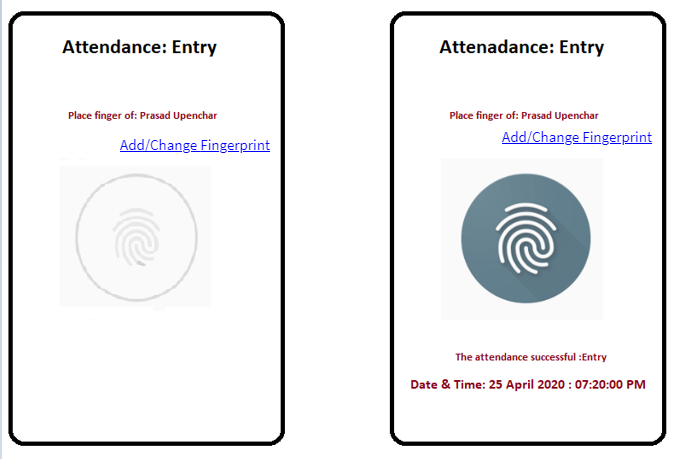 Attendance: Entry
Place finger of: Prasad Upenchar
Add/Change Fingerprint
Attenadance: Entry
Place finger of: Prasad Upenchar
Add/Change Fingerprint
The attendance successful :Entry
Date & Time: 25 April 2020 : 07:20:00 PM